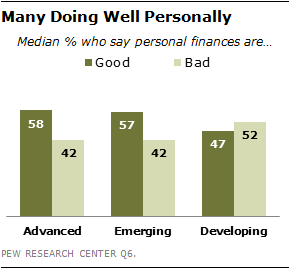 Many Doing Well Personally
Median % who say personal finances are...
Good Bad
58 42 57 42 47 52
Advanced Emerging Developing
PEW RESEARCH CENTER Q6.